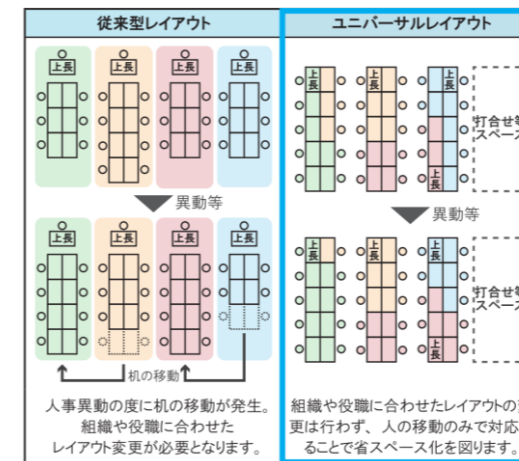 従来型レイアウト
上長
上長
上長
上長
異動等
上長
上長
上長
上長
机の移動
人事異動の度に机の移動が発生。
組織や役職に合わせた
レイアウト変更が必要となります。
ユニバーサルレイアウト
上長
上長
上長
上長
打合せ等
スペース
異動等
上長
上長
上長
上長
打合せ等
スペース
組織や役職に合わせたレイアウトの
更は行わず、人の移動のみで対応
ることで省スペース化を図ります。